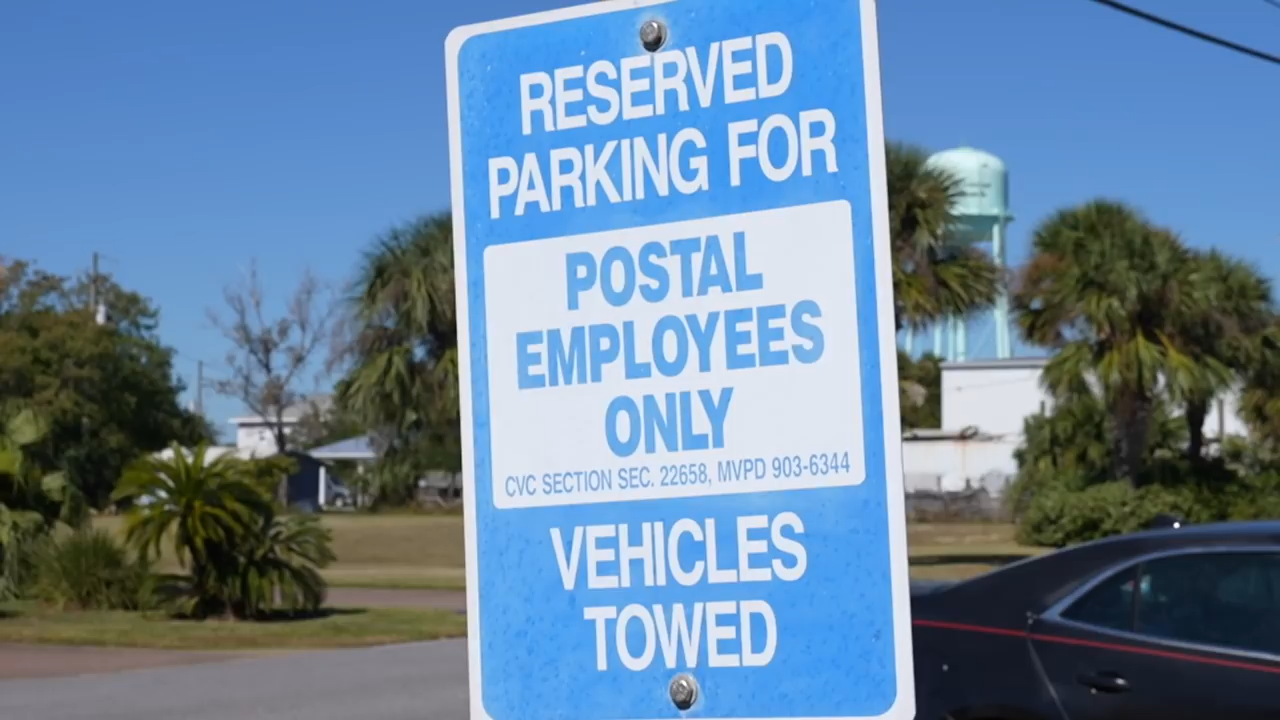 RESERVED
PARKING FOR
POSTAL
EMPLOYEES
ONLY
CVC SECTION SEC. 22658, MVPD 903-6344
VEHICLES
TOWED